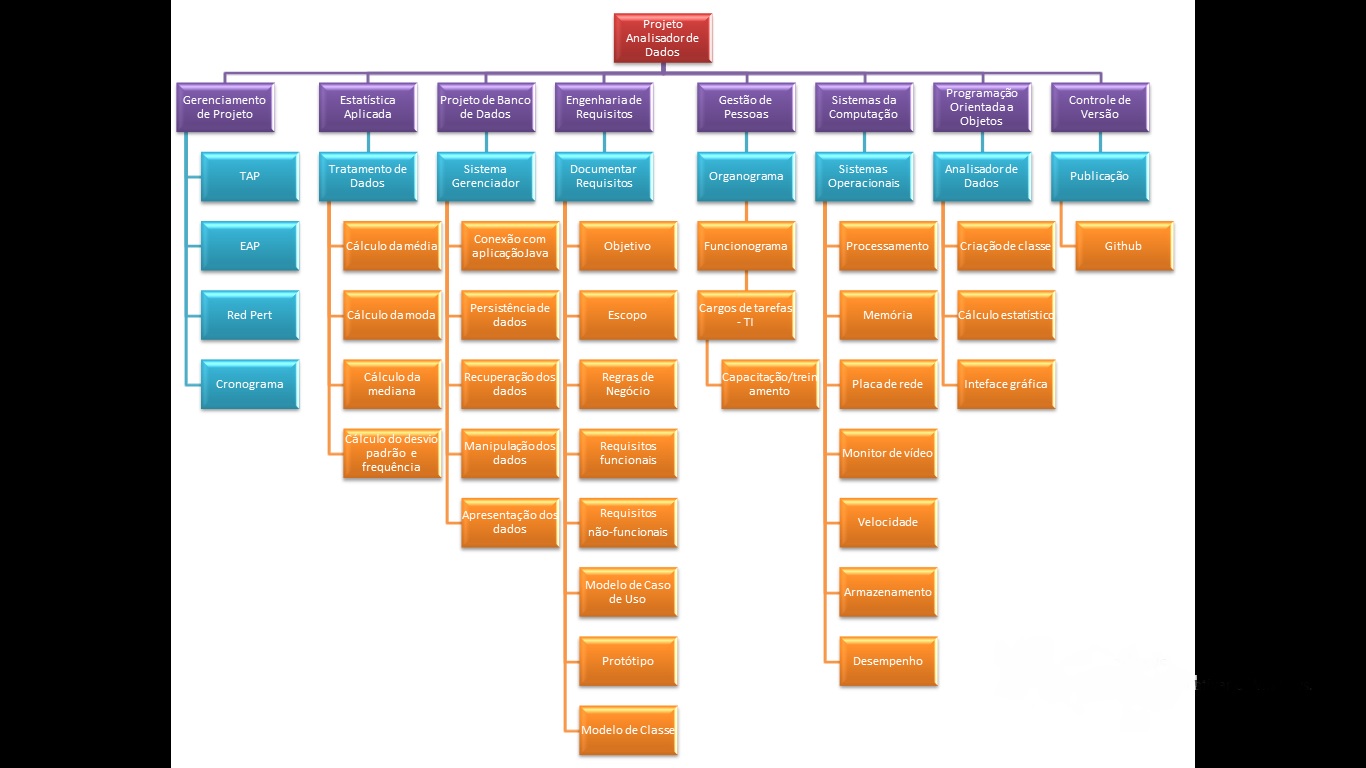 Projeto
Analisador de
Dados
Gerenciamento
de Projeto
TAP
EAP
Red Pert
Cronograma
Estatística
Aplicada
Tratamento de
Dados
Cálculo da média
Cálculo da moda
Cálculo da
mediana
Cálculo do desvio
padrão e
frequência
Projeto de Banco
de Dados
Sistema
Gerenciador
Conexão com
aplicação Java
Persistência de
dados
Recuperação dos
dados
Manipulação dos
dados
Apresentação dos
dados
Engenharia de
Requisitos
Documentar
Requisitos
Objetivo
Escopo
Regras de
Negócio
Requisitos
funcionais
Requisitos
não-funcionais
Modelo de Caso
de Uso
Protótipo
Modelo de Classe
Gestão de
Pessoas
Organograma
Funcionograma
Cargos de tarefas
- TI
Capacitação/trein
amento
Sistemas da
Computação
Sistemas
Operacionais
Processamento
Memória
Placa de rede
Monitor de vídeo
Velocidade
Armazenamento
Desempenho
Programação
Orientada a
Objetos
Analisador de
Dados
Criação de classe
Cálculo estatístico
Inteface gráfica
Controle de
Versão
Publicação
Github